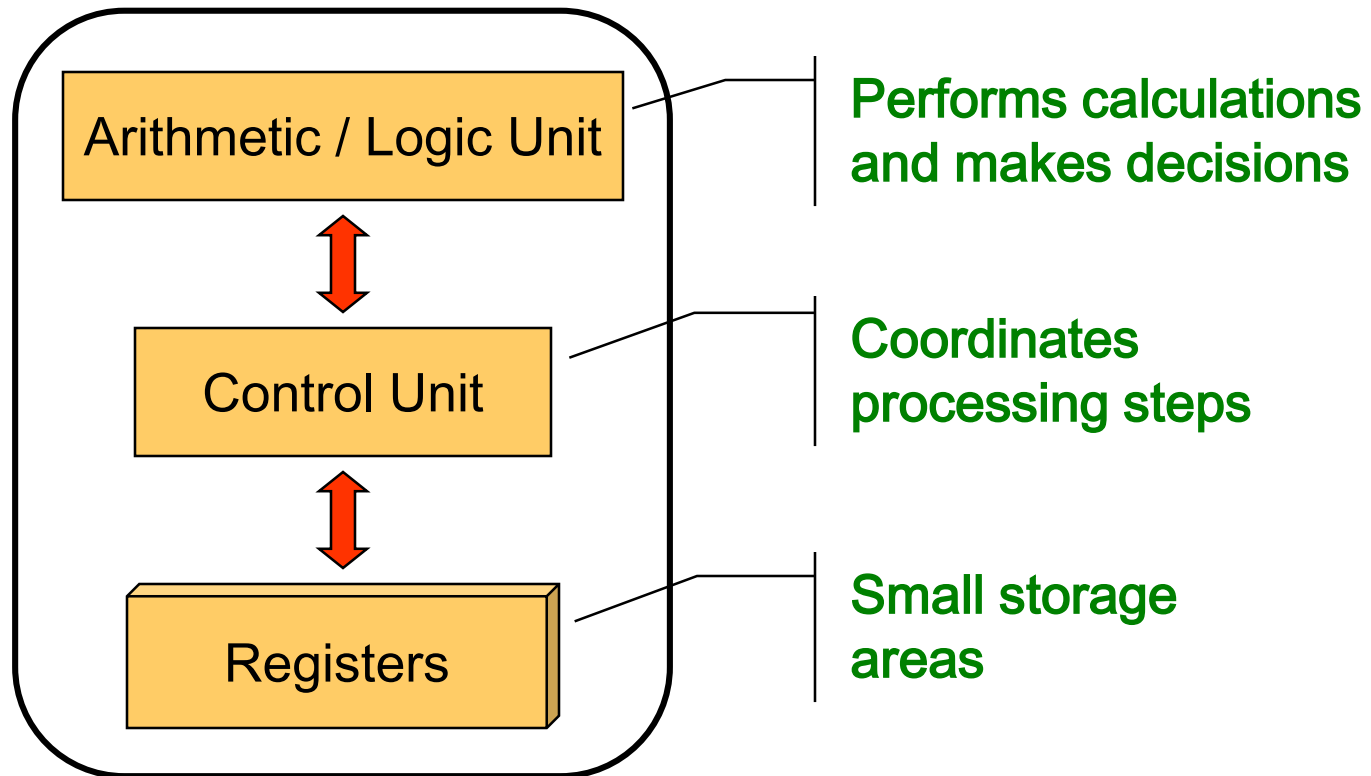 Arithmetic / Logic Unit
Performs calculations
and makes decisions
Control Unit
Coordinates
processing steps
Registers
Small storage
areas